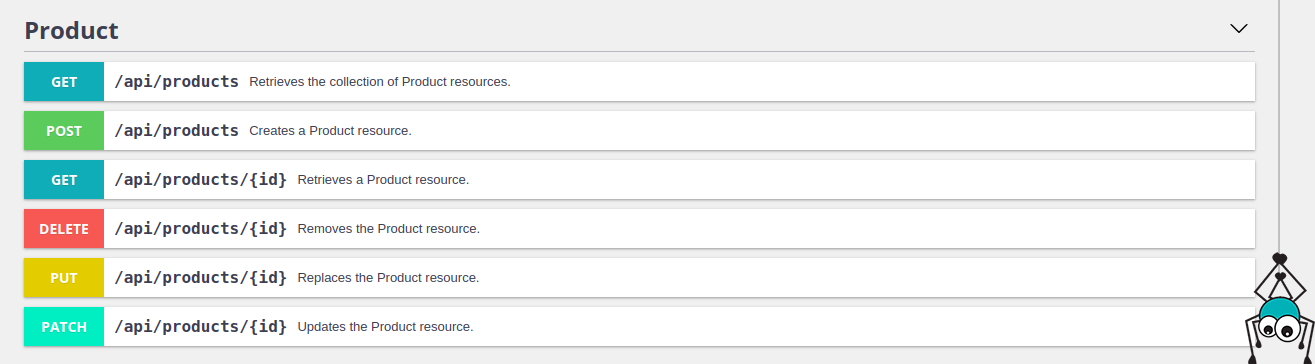 Product
GET /api/products Retrieves the collection of Product resources.
POST /api/products Creates a Product resource.
GET /api/products/{id} Retrieves a Product resource.
DELETE /api/products/{id} Removes the Product resource.
PUT /api/products/{id} Replaces the Product resource.
PATCH /api/products/{id} Updates the Product resource.